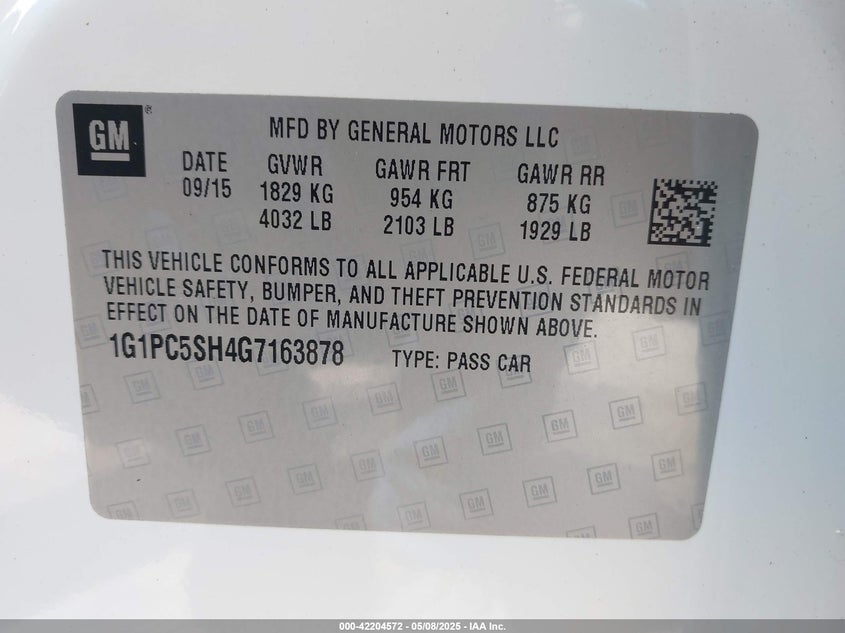 GM®
MFD BY GENERAL MOTORS LLC
DATE GVWR GAWR FRT GAWR RR
09/15 1829 KG 954 KG 875 KG
4032 LB 2103 LB 1929 LB
THIS VEHICLE CONFORMS TO ALL APPLICABLE U.S. FEDERAL MOTOR
VEHICLE SAFETY, BUMPER, AND THEFT PREVENTION STANDARDS IN
EFFECT ON THE DATE OF MANUFACTURE SHOWN ABOVE.
1G1PC5SH4G7163878 TYPE: PASS CAR
000-42204572 / 05/08/2025 - IAA Inc.